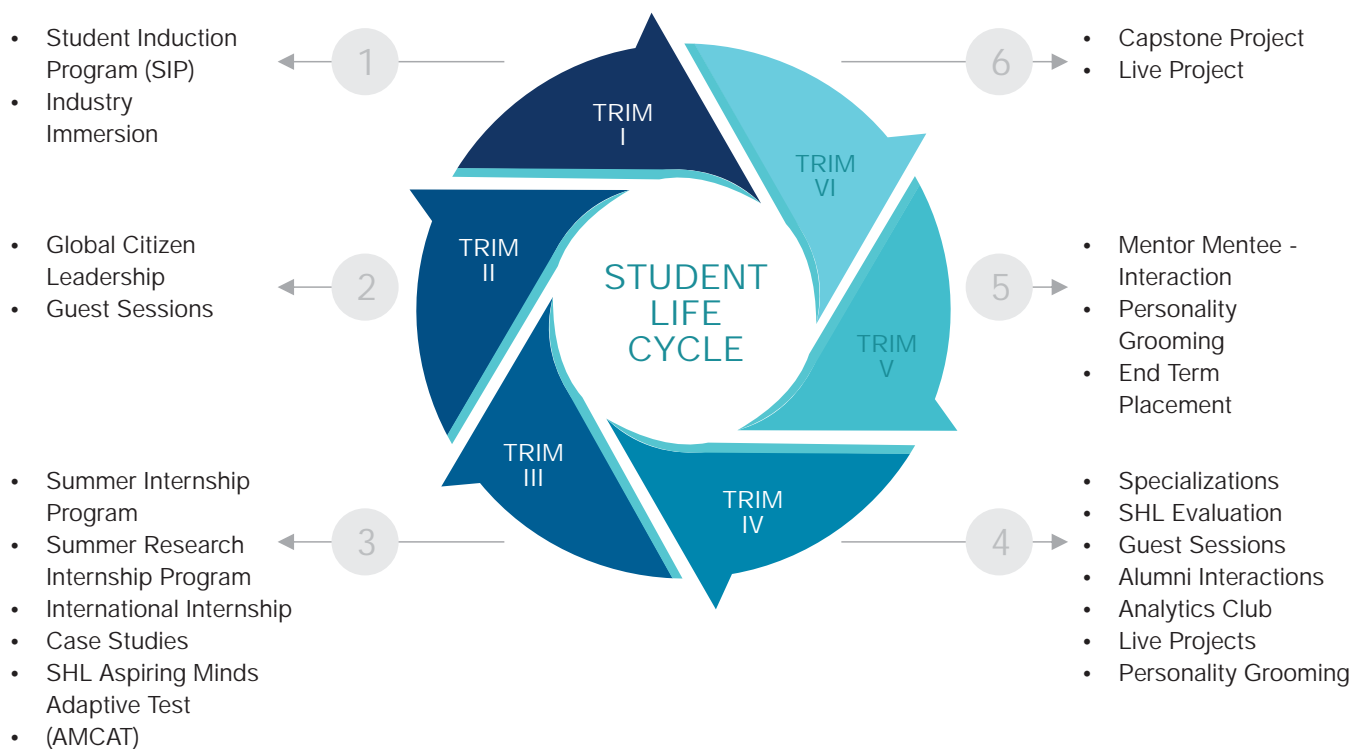 • Student Induction
Program (SIP)
• Industry
Immersion
1
TRIM
I
6
• Capstone Project
• Live Project
TRIM
VI
• Global Citizen
Leadership
• Guest Sessions
2
TRIM
II
STUDENT
LIFE
CYCLE
TRIM
V
5
• Mentor Mentee -
Interaction
• Personality
Grooming
• End Term
Placement
• Summer Internship
Program
• Summer Research
Internship Program
• International Internship
• Case Studies
• SHL Aspiring Minds
Adaptive Test
• (AMCAT)
3
TRIM
III
TRIM
IV
4
• Specializations
• SHL Evaluation
• Guest Sessions
• Alumni Interactions
• Analytics Club
• Live Projects
• Personality Grooming